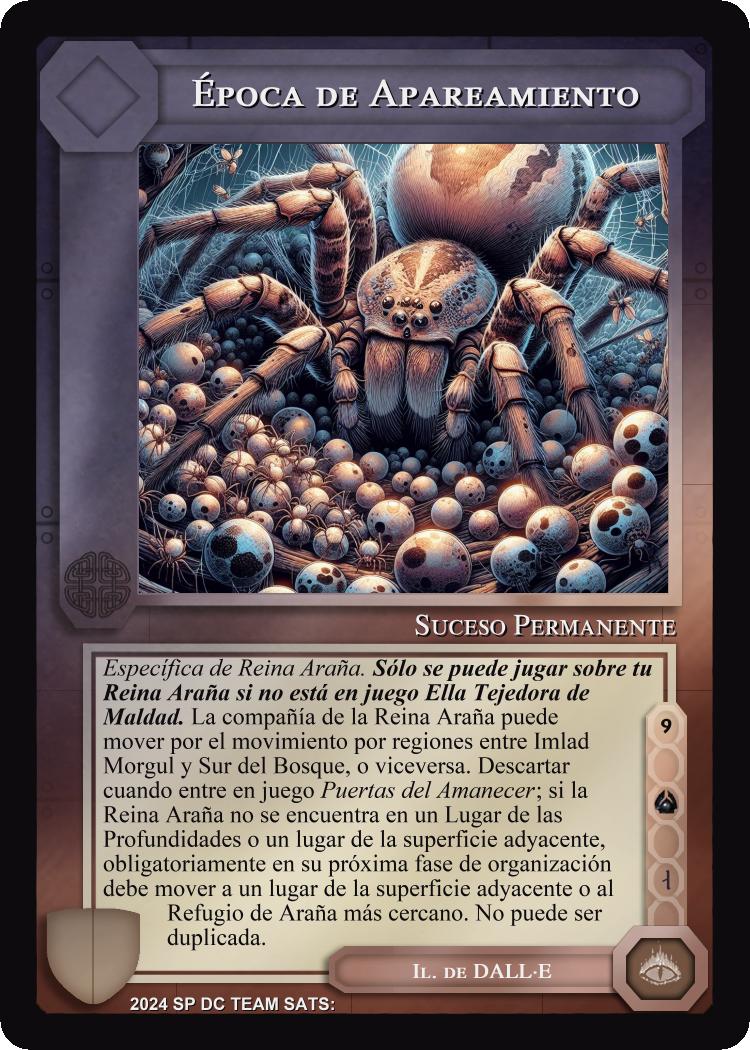 Época de Apareamiento
Suceso Permanente
Específica de Reina Araña. Sólo se puede jugar sobre tu
Reina Araña si no está en juego Ella Tejedora de
Maldad. La compañía de la Reina Araña puede
mover por el movimiento por regiones entre Imlad
Morgul y Sur del Bosque, o viceversa. Descartar
cuando entre en juego Puertas del Amanecer; si la
Reina Araña no se encuentra en un Lugar de las
Profundidades o un lugar de la superficie adyacente,
obligatoriamente en su próxima fase de organización
debe mover a un lugar de la superficie adyacente o al
Refugio de Araña más cercano. No puede ser
duplicada.
9
Il. de DALL·E
2024 SP DC TEAM SATS: